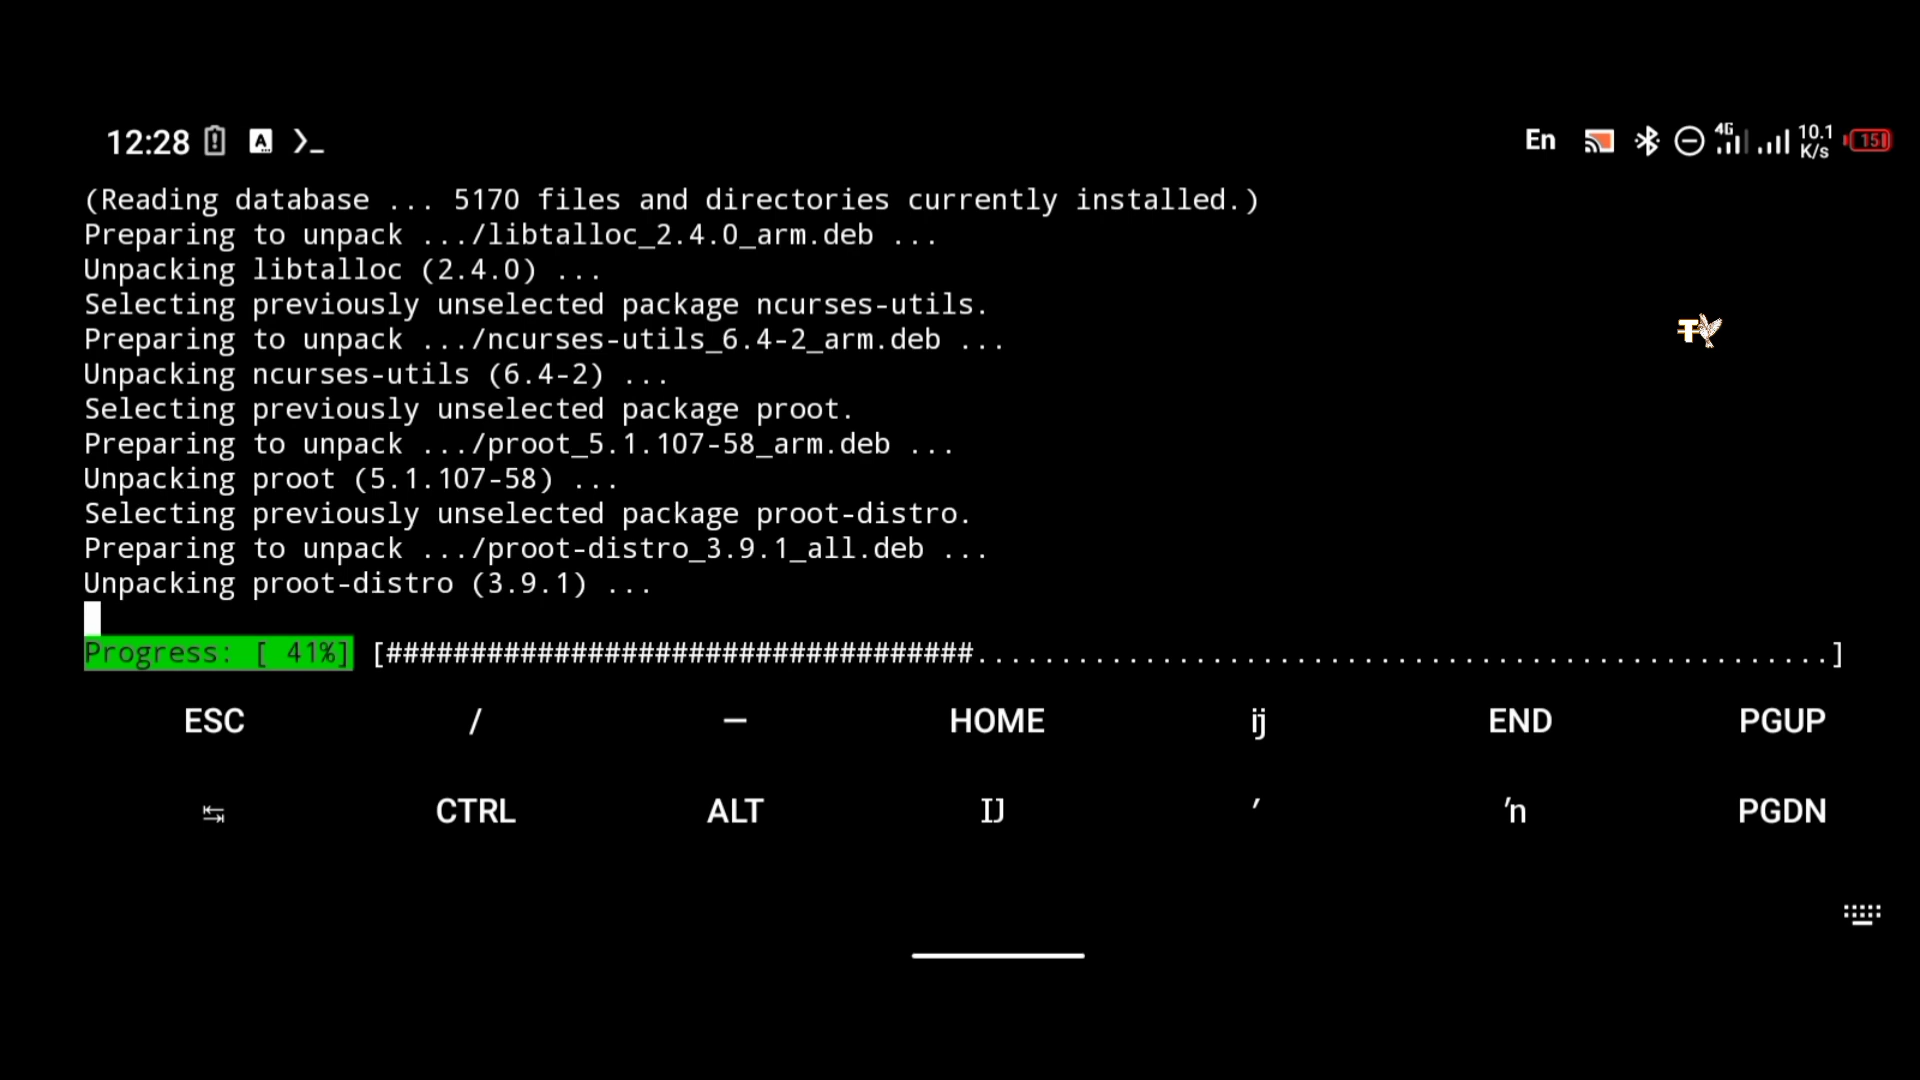 12:28 A >_ En 4G 10.1 K/s 15
(Reading database ... 5170 files and directories currently installed.)
Preparing to unpack .../libtalloc_2.4.0_arm.deb ...
Unpacking libtalloc (2.4.0) ...
Selecting previously unselected package ncurses-utils.
Preparing to unpack .../ncurses-utils_6.4-2_arm.deb ...
Unpacking ncurses-utils (6.4-2) ...
Selecting previously unselected package proot.
Preparing to unpack .../proot_5.1.107-58_arm.deb ...
Unpacking proot (5.1.107-58) ...
Selecting previously unselected package proot-distro.
Preparing to unpack .../proot-distro_3.9.1_all.deb ...
Unpacking proot-distro (3.9.1) ...
Progress: [ 41%] [###################################...................................................]
ESC / — HOME ĳ END PGUP
↹ CTRL ALT Ĳ ′ ŉ PGDN
T